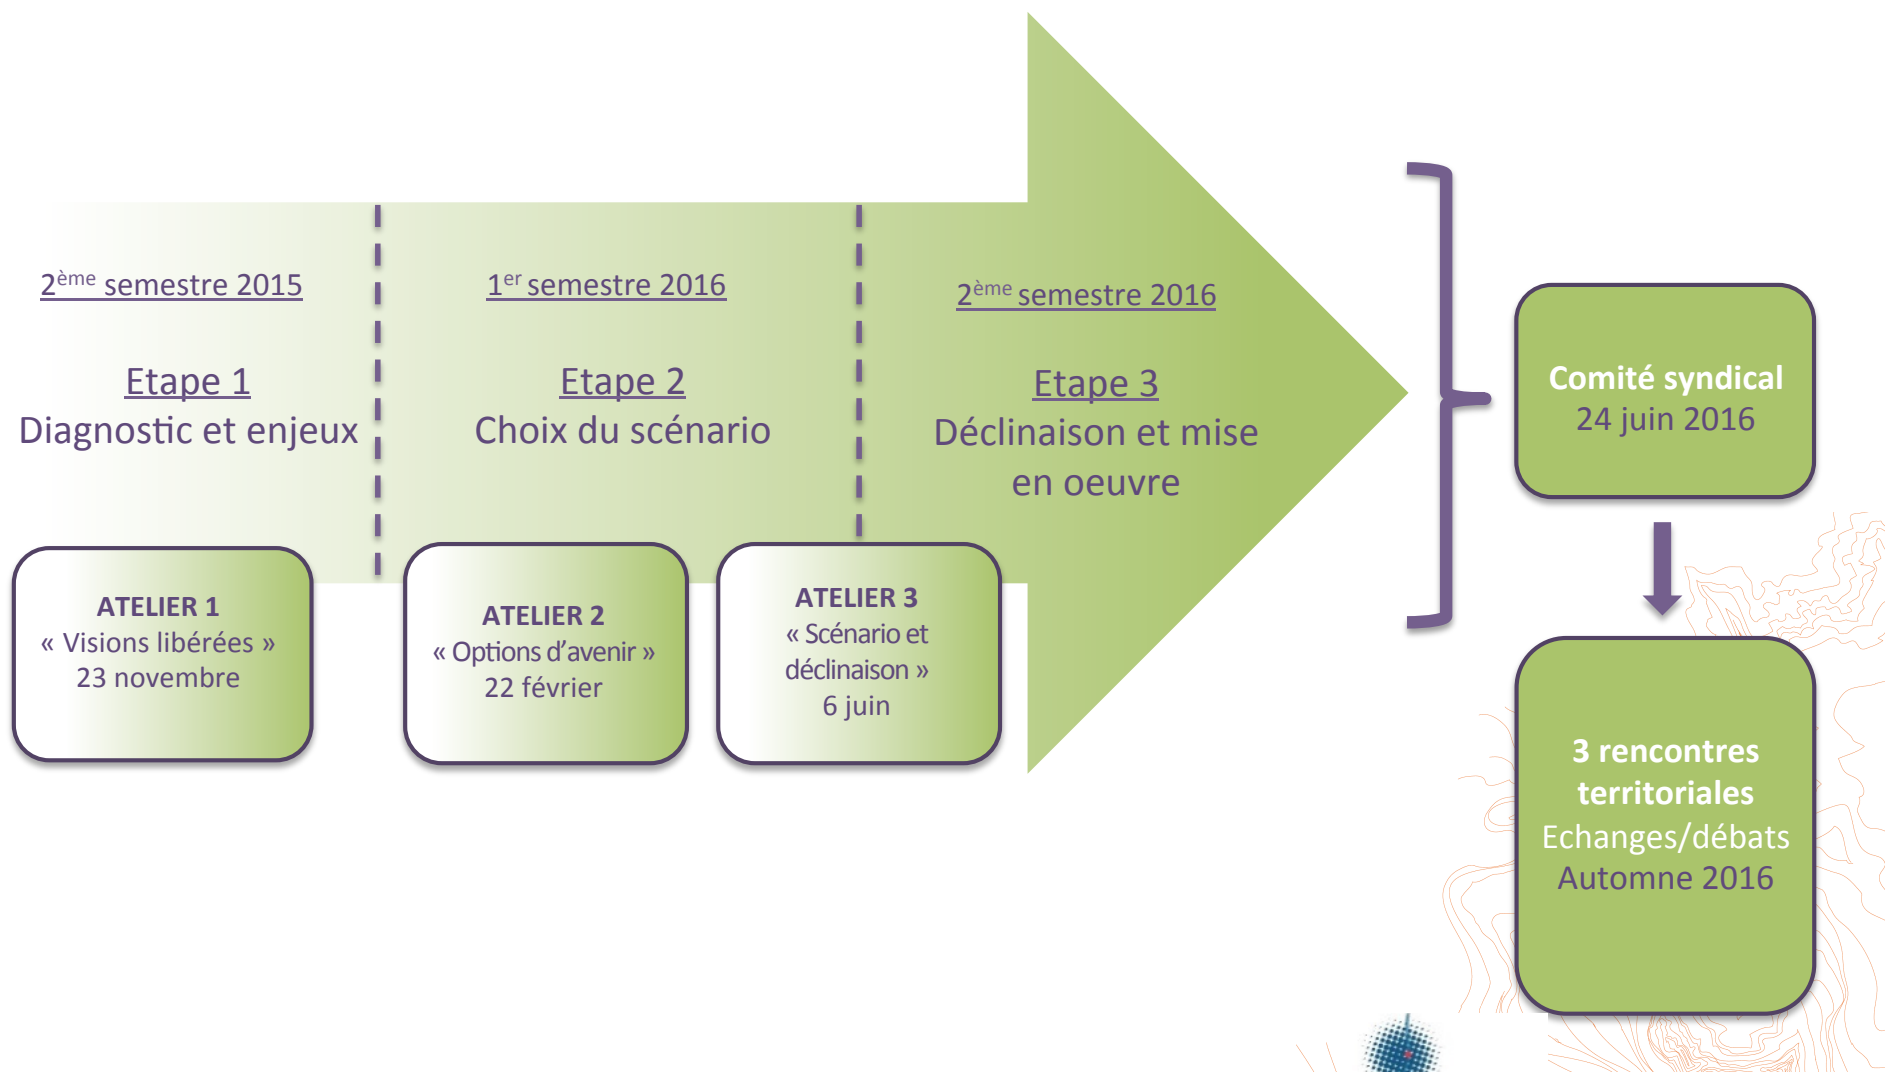 2ème semestre 2015
Etape 1
Diagnostic et enjeux
1er semestre 2016
Etape 2
Choix du scénario
2ème semestre 2016
Etape 3
Déclinaison et mise
en oeuvre
ATELIER 1
« Visions libérées »
23 novembre
ATELIER 2
« Options d’avenir »
22 février
ATELIER 3
« Scénario et
déclinaison »
6 juin
Comité syndical
24 juin 2016
3 rencontres
territoriales
Echanges/débats
Automne 2016